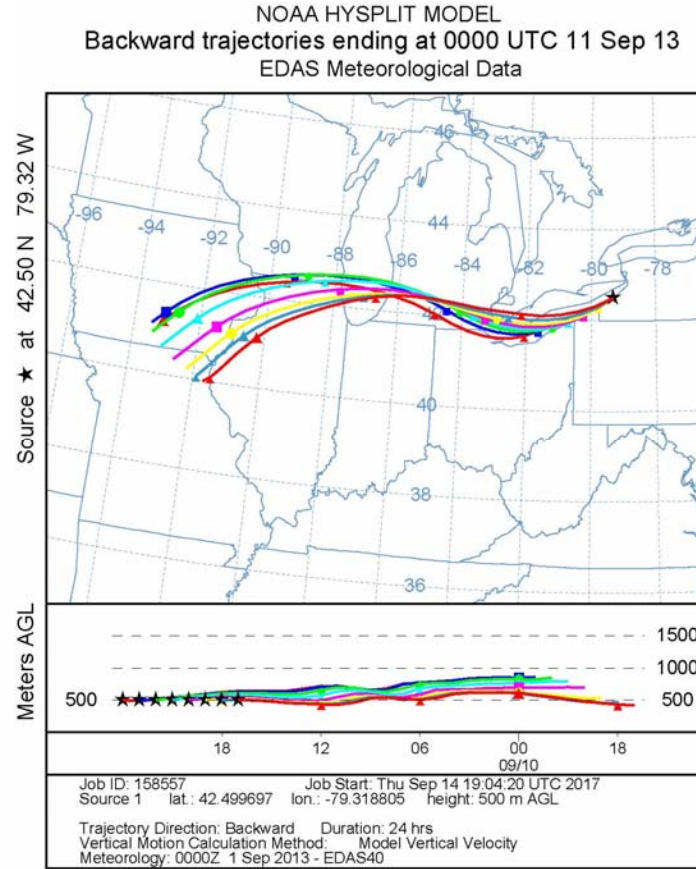 NOAA HYSPLIT MODEL
Backward trajectories ending at 0000 UTC 11 Sep 13
EDAS Meteorological Data
Source ★ at 42.50 N 79.32 W
46
-96
-94
-92
-90
-88
-86
-84
-82
-80
-78
44
40
38
36
Meters AGL
1500
1000
500
500
18
12
06
00
18
09/10
Job ID: 158557 Job Start: Thu Sep 14 19:04:20 UTC 2017
Source 1 lat.: 42.499697 lon.: -79.318805 height: 500 m AGL
Trajectory Direction: Backward Duration: 24 hrs
Vertical Motion Calculation Method: Model Vertical Velocity
Meteorology: 0000Z 1 Sep 2013 - EDAS40